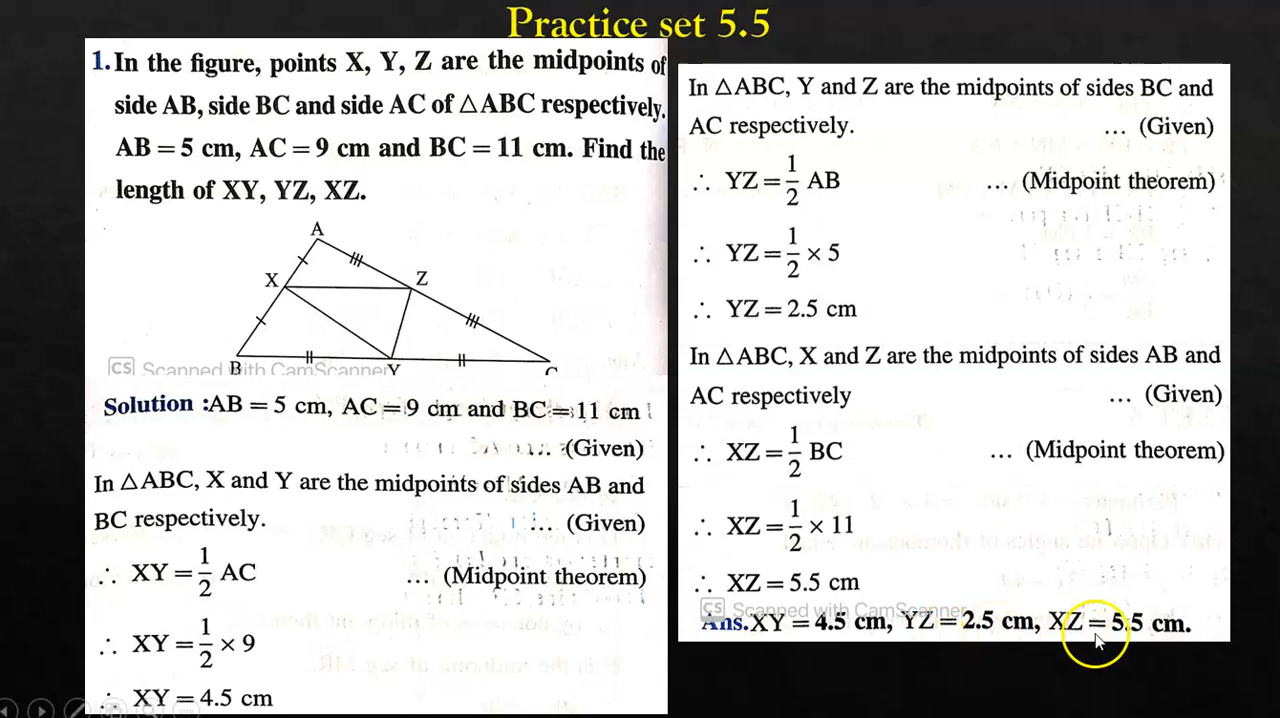 Practice set 5.5
1. In the figure, points X, Y, Z are the midpoints of
side AB, side BC and side AC of △ABC respectively.
AB = 5 cm, AC = 9 cm and BC = 11 cm. Find the
length of XY, YZ, XZ.
A
X
Z
B
Y
C
CS Scanned with CamScanner
Solution : AB = 5 cm, AC = 9 cm and BC = 11 cm
... (Given)
In △ABC, X and Y are the midpoints of sides AB and
BC respectively. ... (Given)
∴ XY = 1/2 AC ... (Midpoint theorem)
∴ XY = 1/2 × 9
∴ XY = 4.5 cm
In △ABC, Y and Z are the midpoints of sides BC and
AC respectively. ... (Given)
∴ YZ = 1/2 AB ... (Midpoint theorem)
∴ YZ = 1/2 × 5
∴ YZ = 2.5 cm
In △ABC, X and Z are the midpoints of sides AB and
AC respectively ... (Given)
∴ XZ = 1/2 BC ... (Midpoint theorem)
∴ XZ = 1/2 × 11
∴ XZ = 5.5 cm
CS Scanned with CamScanner
Ans. XY = 4.5 cm, YZ = 2.5 cm, XZ = 5.5 cm.